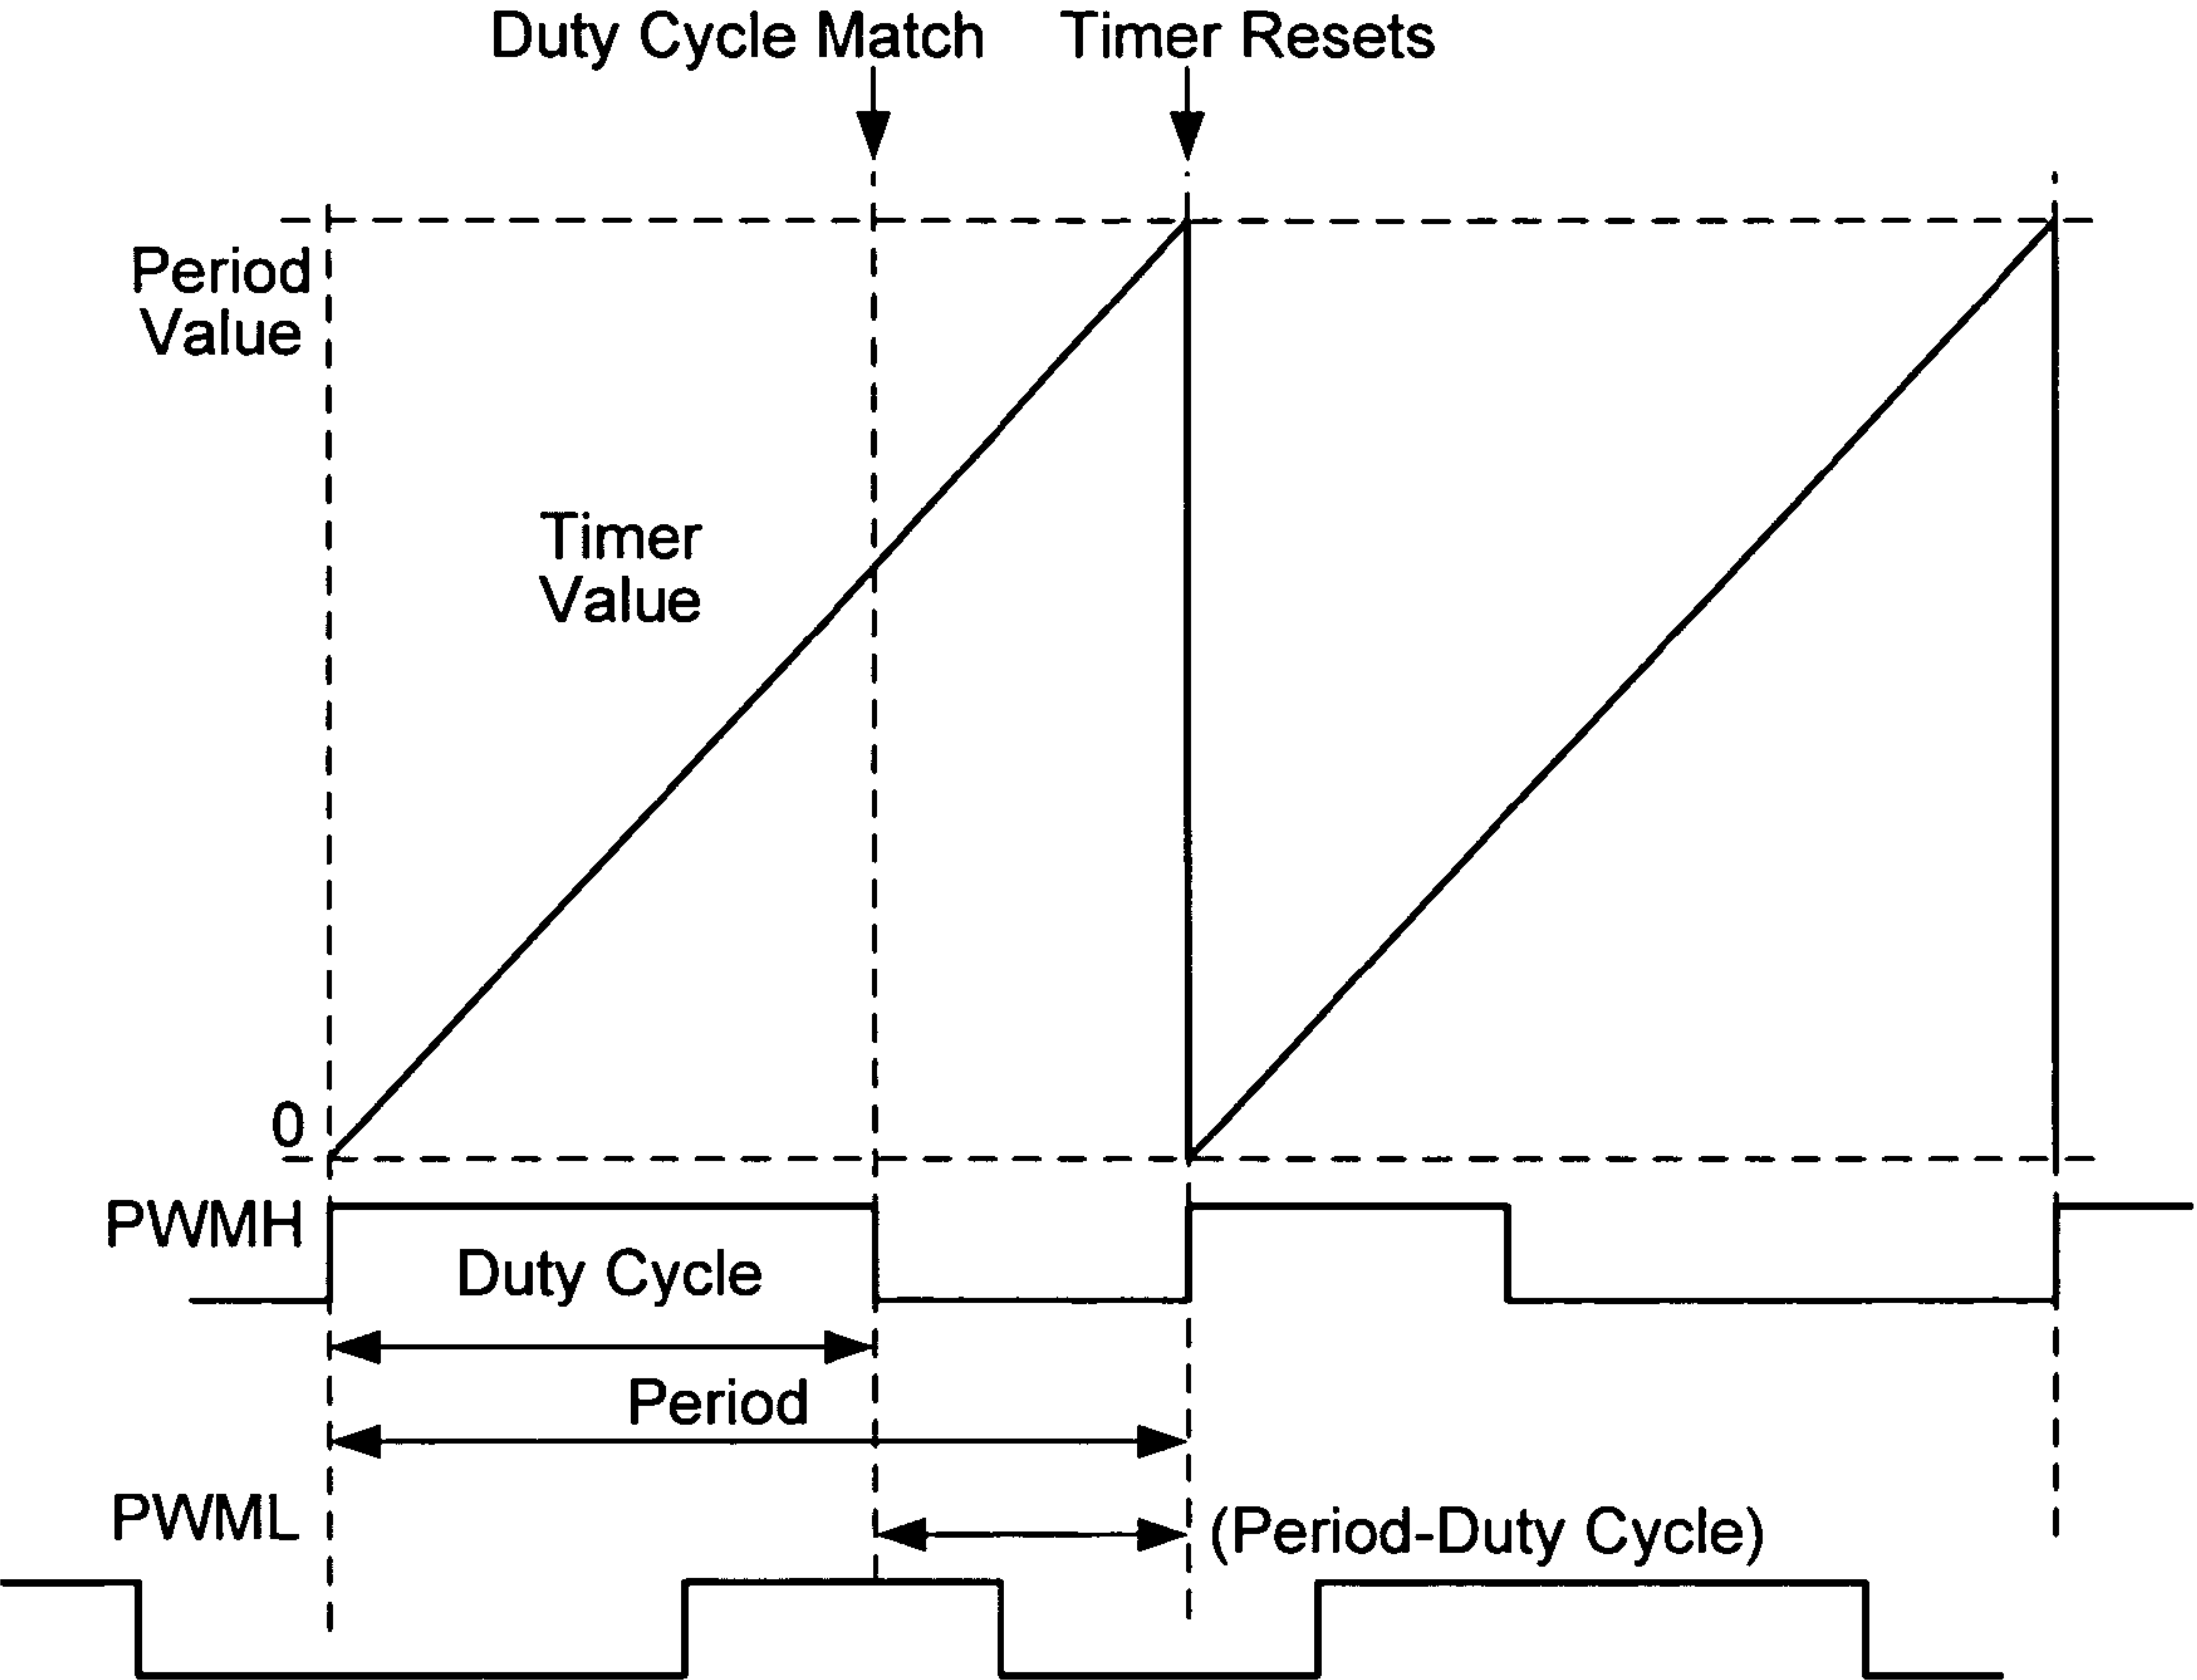 Duty Cycle Match
Timer Resets
Period
Value
Timer
Value
0
PWMH
Duty Cycle
Period
PWML
(Period-Duty Cycle)